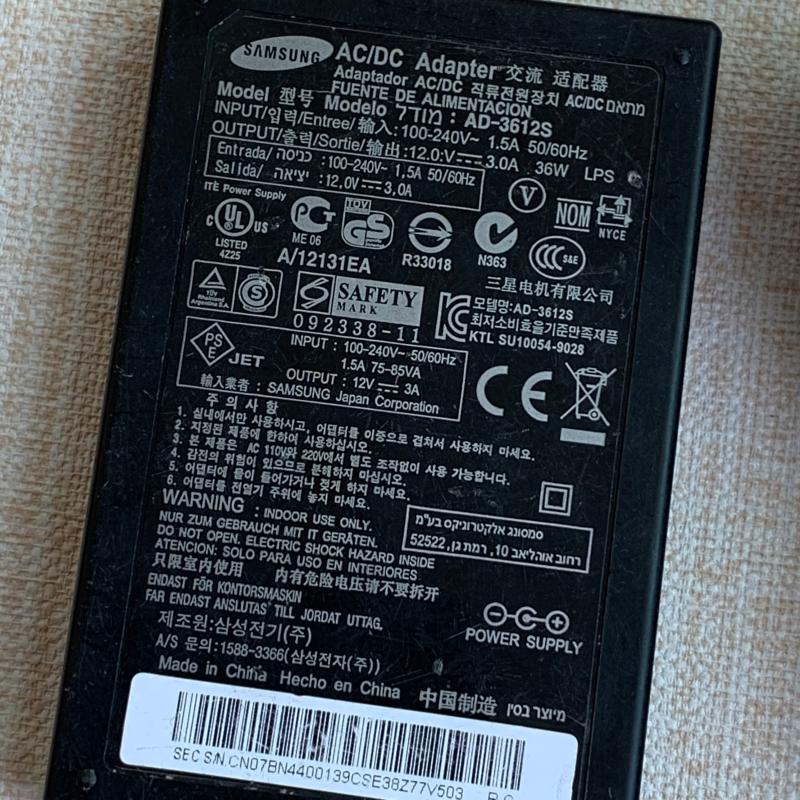 SAMSUNG
AC/DC Adapter 交流 适配器
Adaptador AC/DC 직류전원장치 AC/DC מתאם
FUENTE DE ALIMENTACION
Model 型号 Modelo מודל : AD-3612S
INPUT/입력/Entree/输入:100-240V~ 1.5A 50/60Hz
OUTPUT/출력/Sortie/输出:12.0V⎓3.0A 36W LPS
Entrada/כניסה :100-240V~ 1.5A 50/60Hz
Salida/יציאה :12.0V⎓3.0A
ITE Power Supply
c UL US
LISTED
4Z25
PCT
ME 06
TÜV
GS
R33018
N363
V
NOM
NYCE
CCC S&E
A/12131EA
三星电机有限公司
TÜV
Rheinland
Argentina S.A.
S
SAFETY
MARK
092338-11
모델명:AD-3612S
최저소비효율기준만족제품
KTL SU10054-9028
PS
E
JET
INPUT : 100-240V~ 50/60Hz
1.5A 75-85VA
OUTPUT : 12V⎓3A
輸入業者 : SAMSUNG Japan Corporation
CE
주 의 사 항
1. 실내에서만 사용하시고, 어댑터를 이중으로 겹쳐서 사용하지 마세요.
2. 지정된 제품에 한하여 사용하십시오.
3. 본 제품은 AC 110V와 220V에서 별도 조작없이 사용 가능합니다.
4. 감전의 위험이 있으므로 분해하지 마십시오.
5. 어댑터에 물이 들어가거나 젖게 하지 마세요.
6. 어댑터를 전열기 주위에 놓지 마세요.
WARNING : INDOOR USE ONLY.
NUR ZUM GEBRAUCH MIT IT GERÄTEN.
DO NOT OPEN. ELECTRIC SHOCK HAZARD INSIDE
ATENCION: SOLO PARA USO EN INTERIORES
只限室内使用 内有危险电压请不要拆开
ENDAST FÖR KONTORSMASKIN
FAR ENDAST ANSLUTAS TILL JORDAT UTTAG.
סמסונג אלקטרוניקס בע"מ
רחוב אוהליאב 10, רמת גן, 52522
POWER SUPPLY
제조원:삼성전기(주)
A/S 문의:1588-3366(삼성전자(주))
Made in China Hecho en China 中国制造 מיוצר בסין
SEC S/N:CN07BN4400139CSE38Z77V503